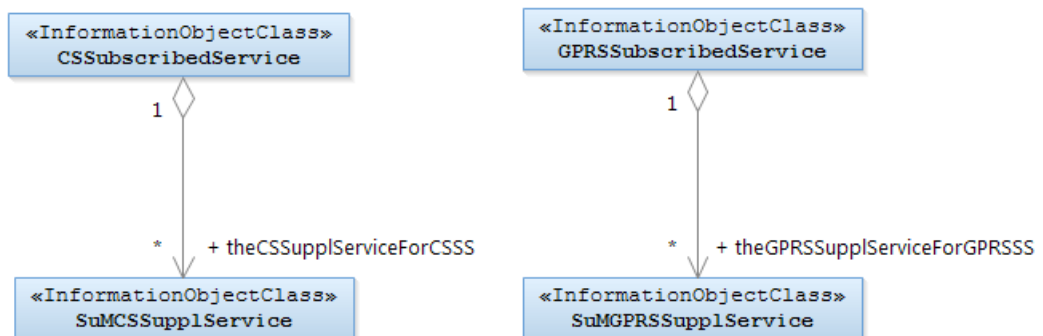 «InformationObjectClass»
CSSubscribedService
1
*
+ theCSSupplServiceForCSSS
«InformationObjectClass»
SuMCSSupplService
«InformationObjectClass»
GPRSSubscribedService
1
*
+ theGPRSSupplServiceForGPRSSS
«InformationObjectClass»
SuMGPRSSupplService